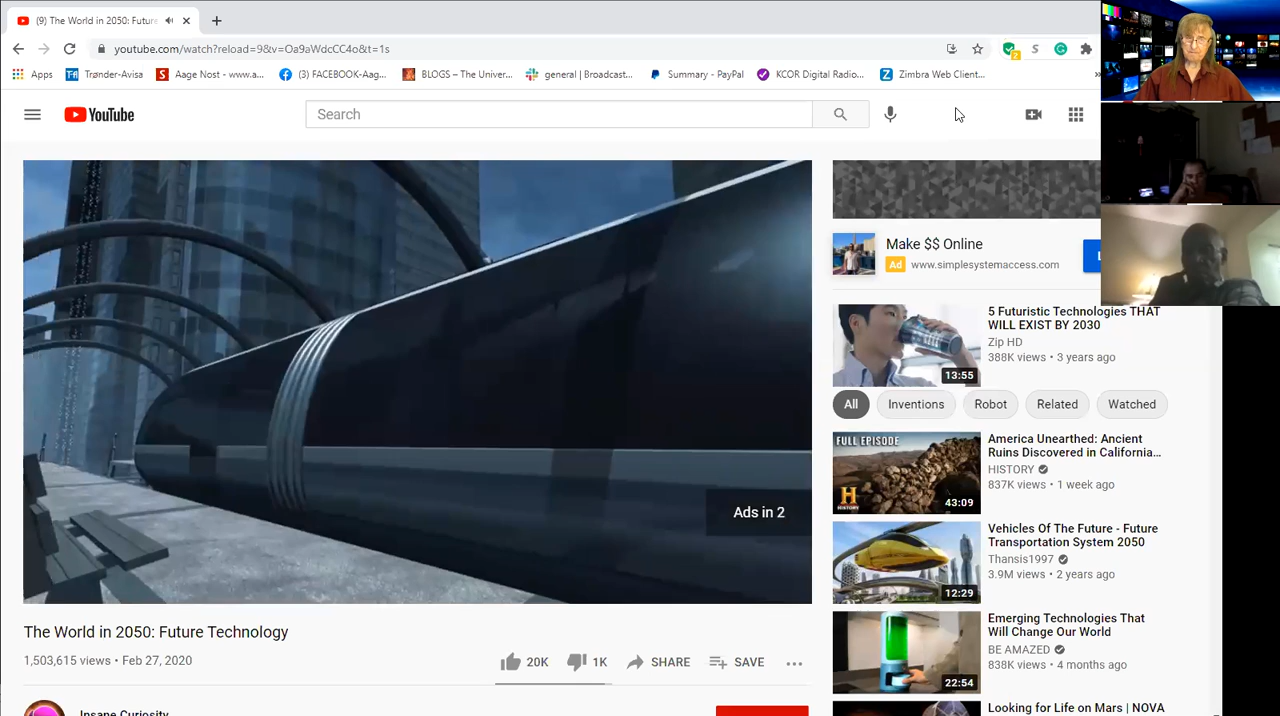 (9) The World in 2050: Future
youtube.com/watch?reload=9&v=Oa9aWdcCC4o&t=1s
2
Apps
Trønder-Avisa
Aage Nost - www.a...
(3) FACEBOOK-Aag...
BLOG - The Univer...
General | Broadcast...
Summary - PayPal
KCOR Digital Radio...
Zimbra Web Client...
»
YouTube
Search
Ads in 2
Make $$ Online
Ad www.simplesystemaccess.com
5 Futuristic Technologies THAT
WILL EXIST BY 2030
Zip HD
388K views • 3 years ago
13:55
All
Inventions
Robot
Related
Watched
FULL EPISODE
H
HISTORY
43:09
America Unearthed: Ancient
Ruins Discovered in California...
HISTORY
837K views • 1 week ago
12:29
Vehicles Of The Future - Future
Transportation System 2050
Thansis1997
3.9M views • 2 years ago
22:54
Emerging Technologies That
Will Change Our World
BE AMAZED
838K views • 4 months ago
Looking for Life on Mars | NOVA
The World in 2050: Future Technology
1,503,615 views • Feb 27, 2020
20K
1K
SHARE
SAVE
Insane Curiosity